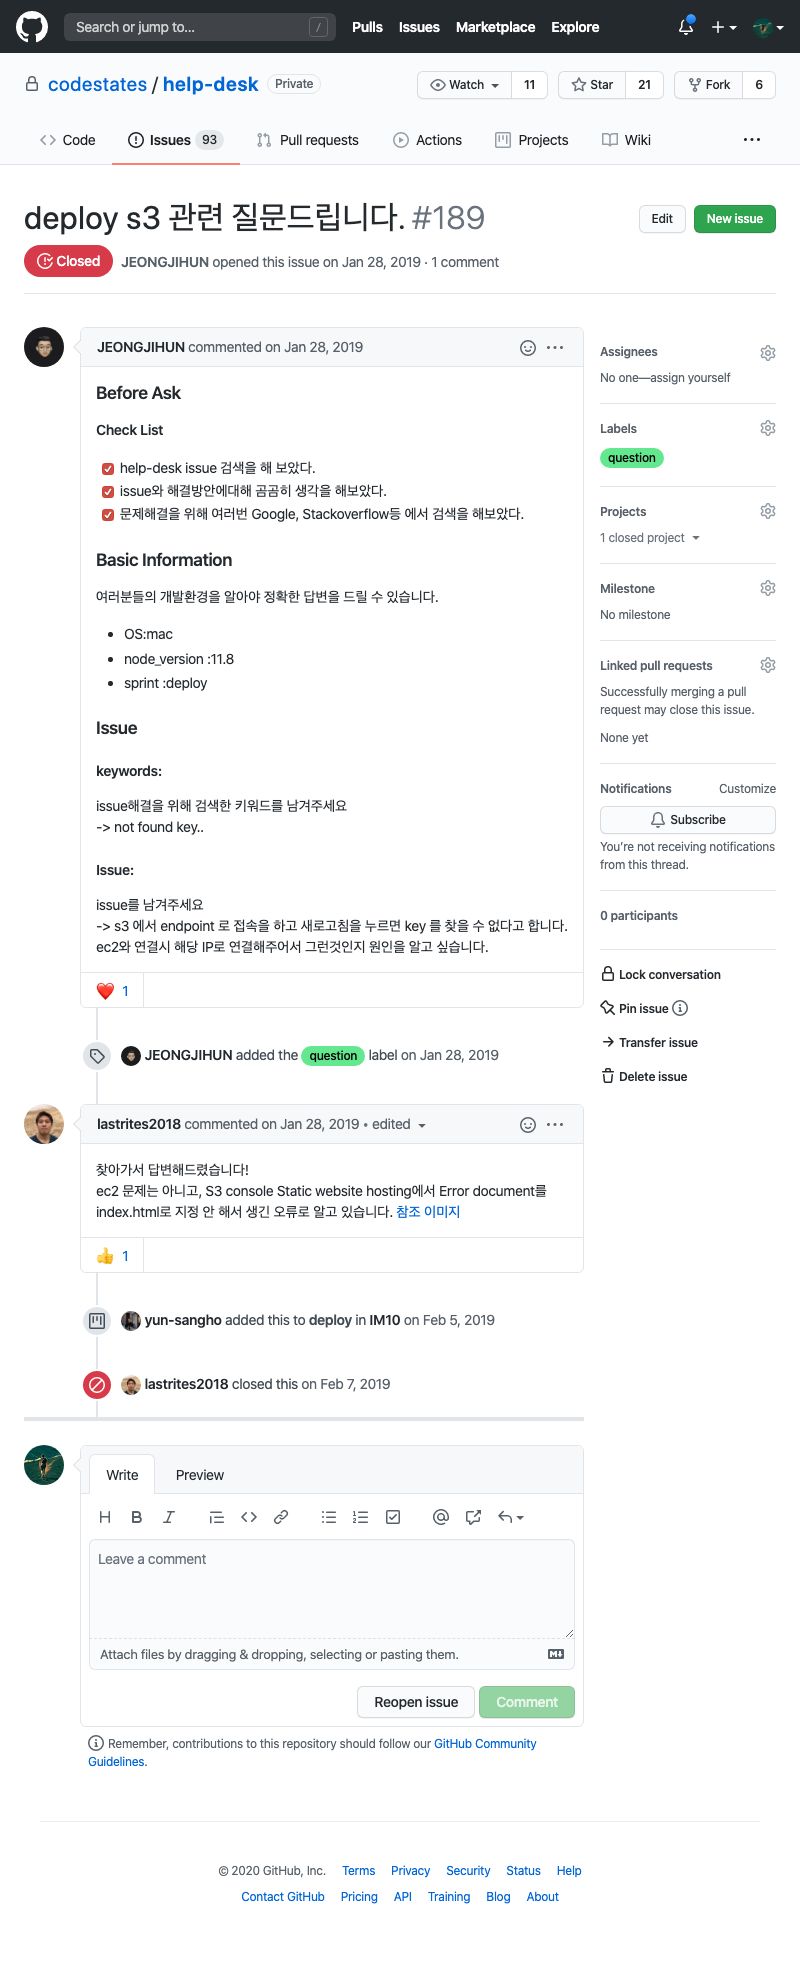 Search or jump to... /
Pulls Issues Marketplace Explore
codestates / help-desk Private
Watch 11 Star 21 Fork 6
Code Issues 93 Pull requests Actions Projects Wiki
deploy s3 관련 질문드립니다. #189
Edit New issue
Closed JEONGJIHUN opened this issue on Jan 28, 2019 · 1 comment
JEONGJIHUN commented on Jan 28, 2019
Before Ask
Check List
help-desk issue 검색을 해 보았다.
issue와 해결방안에대해 곰곰히 생각을 해보았다.
문제해결을 위해 여러번 Google, Stackoverflow등 에서 검색을 해보았다.
Basic Information
여러분들의 개발환경을 알아야 정확한 답변을 드릴 수 있습니다.
OS:mac
node_version :11.8
sprint :deploy
Issue
keywords:
issue해결을 위해 검색한 키워드를 남겨주세요
-> not found key..
Issue:
issue를 남겨주세요
-> s3 에서 endpoint 로 접속을 하고 새로고침을 누르면 key 를 찾을 수 없다고 합니다.
ec2와 연결시 해당 IP로 연결해주어서 그런것인지 원인을 알고 싶습니다.
1
JEONGJIHUN added the question label on Jan 28, 2019
lastrites2018 commented on Jan 28, 2019 • edited
찾아가서 답변해드렸습니다!
ec2 문제는 아니고, S3 console Static website hosting에서 Error document를
index.html로 지정 안 해서 생긴 오류로 알고 있습니다. 참조 이미지
1
yun-sangho added this to deploy in IM10 on Feb 5, 2019
lastrites2018 closed this on Feb 7, 2019
Write Preview
H B I
Leave a comment
Attach files by dragging & dropping, selecting or pasting them.
Reopen issue Comment
Remember, contributions to this repository should follow our GitHub Community
Guidelines.
Assignees
No one—assign yourself
Labels
question
Projects
1 closed project
Milestone
No milestone
Linked pull requests
Successfully merging a pull
request may close this issue.
None yet
Notifications Customize
Subscribe
You're not receiving notifications
from this thread.
0 participants
Lock conversation
Pin issue
Transfer issue
Delete issue
© 2020 GitHub, Inc. Terms Privacy Security Status Help
Contact GitHub Pricing API Training Blog About